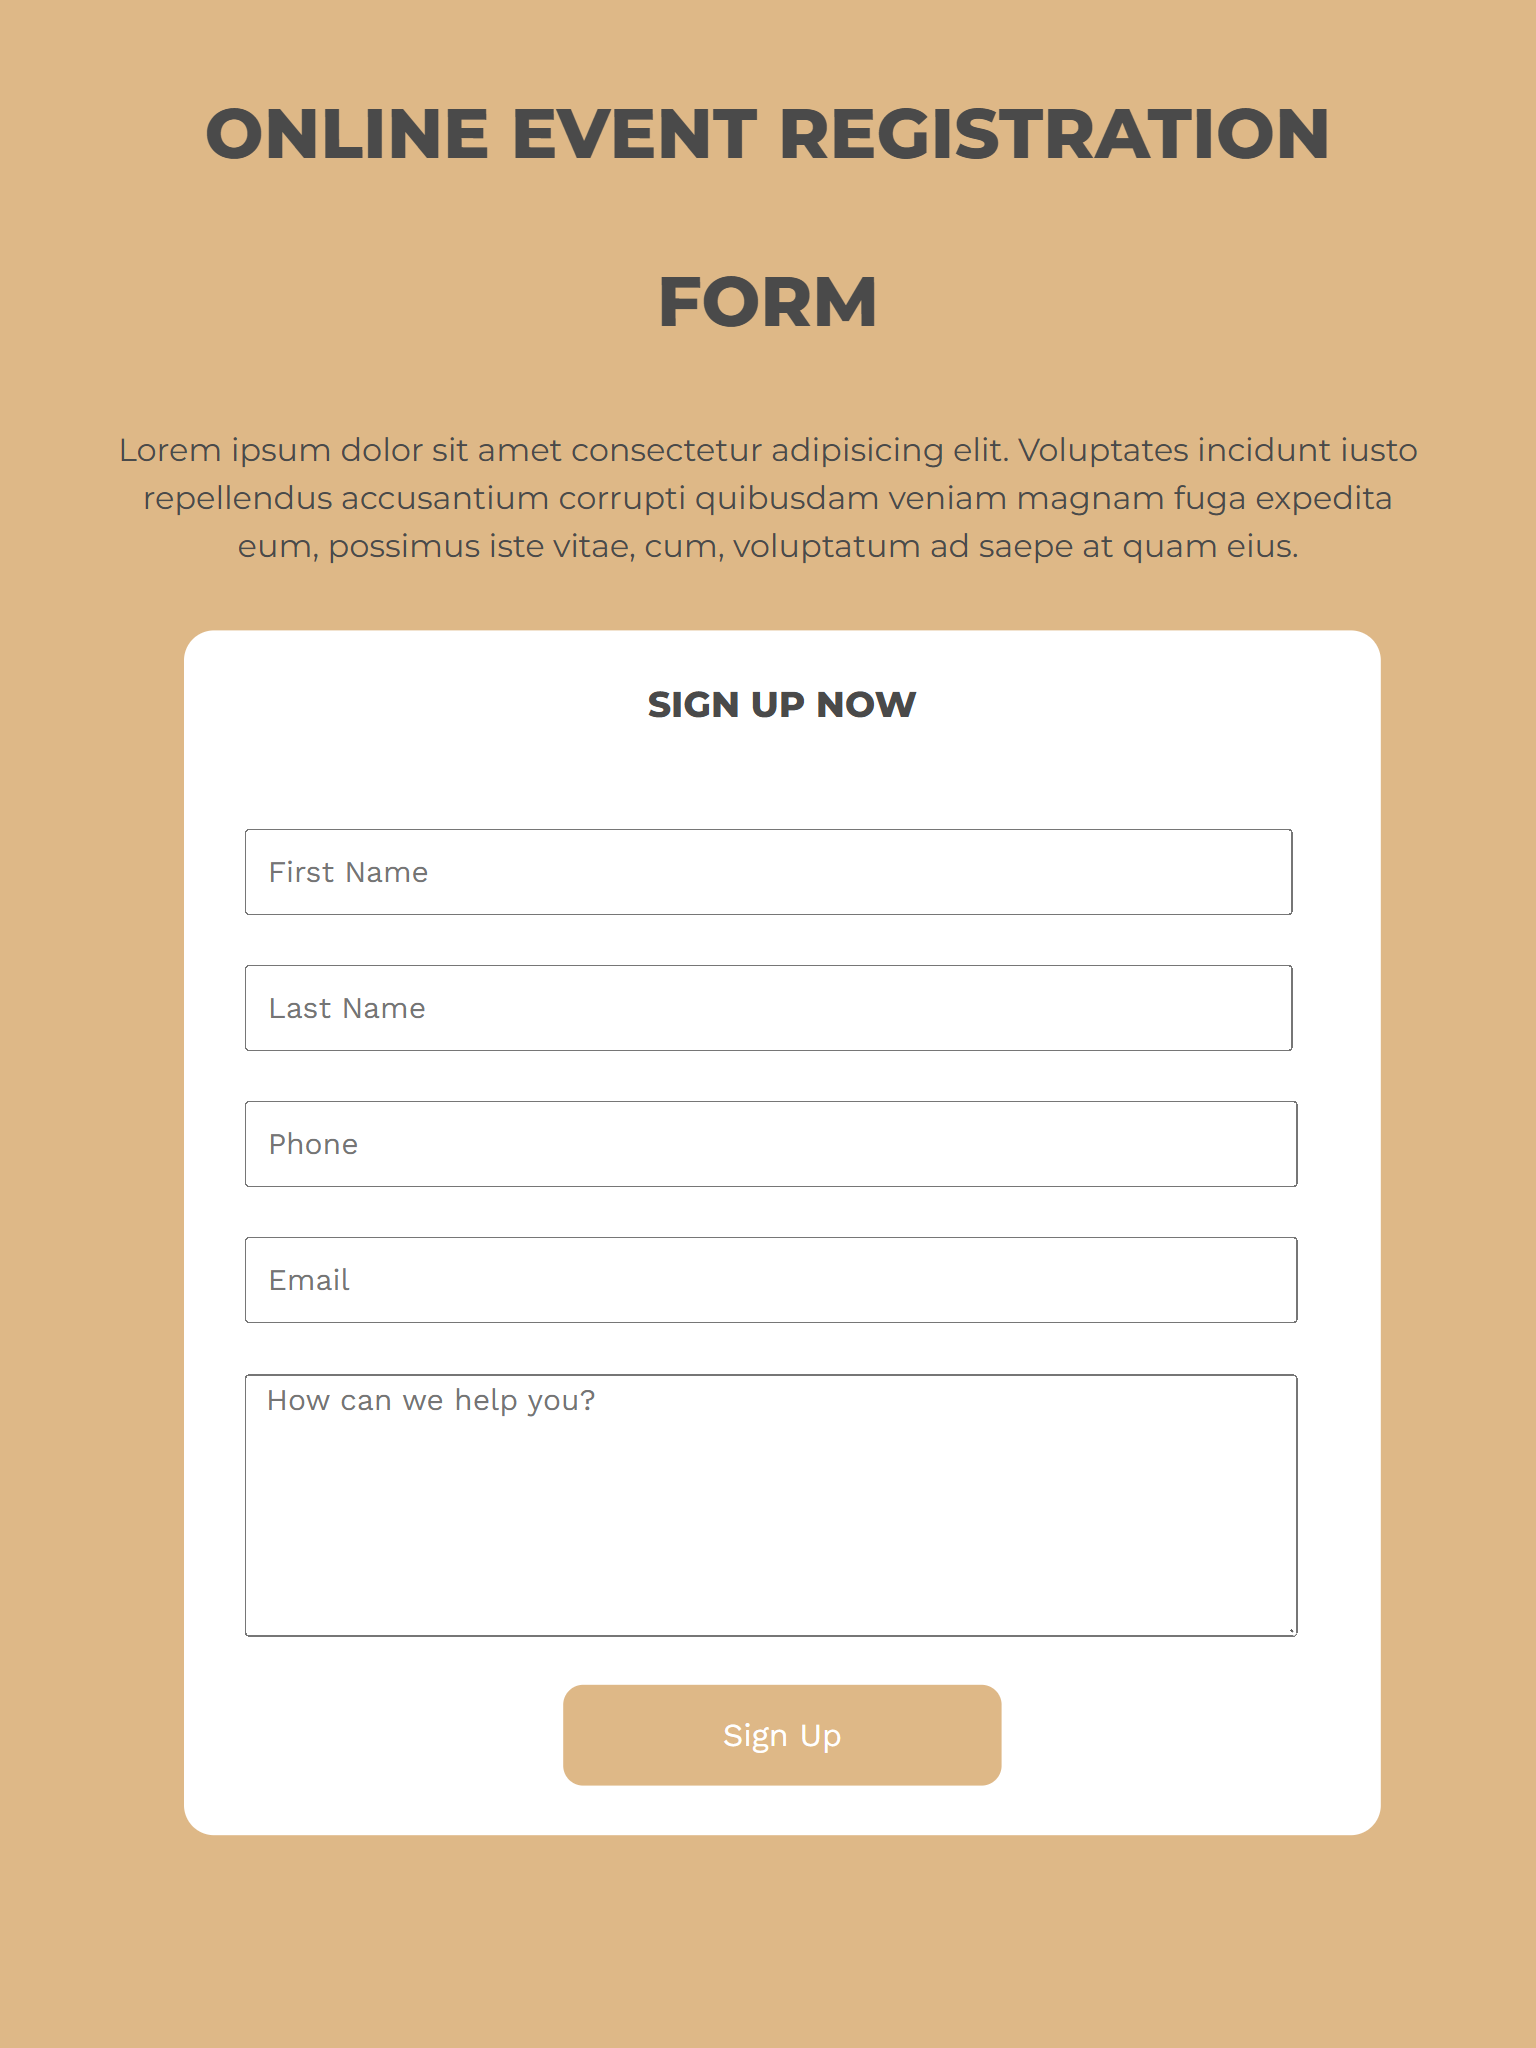 ONLINE EVENT REGISTRATION
FORM
Lorem ipsum dolor sit amet consectetur adipisicing elit. Voluptates incidunt iusto
repellendus accusantium corrupti quibusdam veniam magnam fuga expedita
eum, possimus iste vitae, cum, voluptatum ad saepe at quam eius.
SIGN UP NOW
First Name
Last Name
Phone
Email
How can we help you?
Sign Up